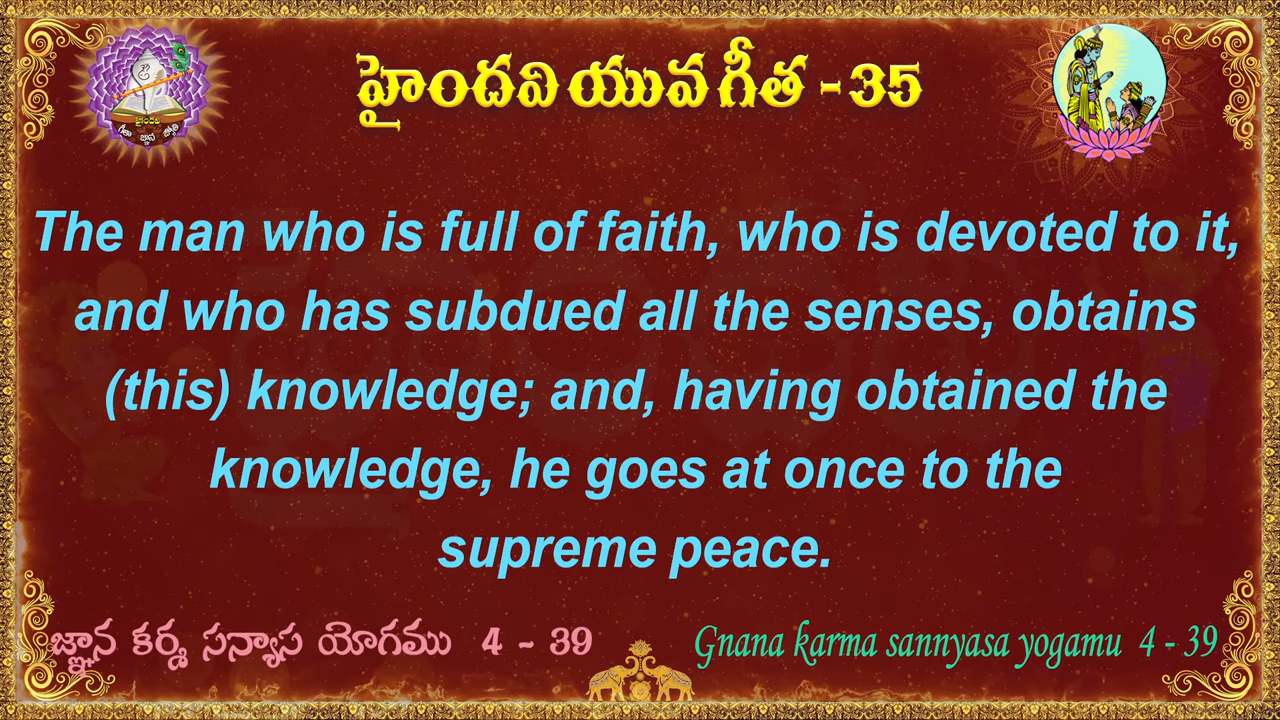 హైందవి యువ గీత - 35
హైందవి
గీతా జ్ఞాన జ్యోతి
The man who is full of faith, who is devoted to it,
and who has subdued all the senses, obtains
(this) knowledge; and, having obtained the
knowledge, he goes at once to the
supreme peace.
జ్ఞాన కర్మ సన్యాస యోగము 4 - 39
Gnana karma sannyasa yogamu 4 - 39